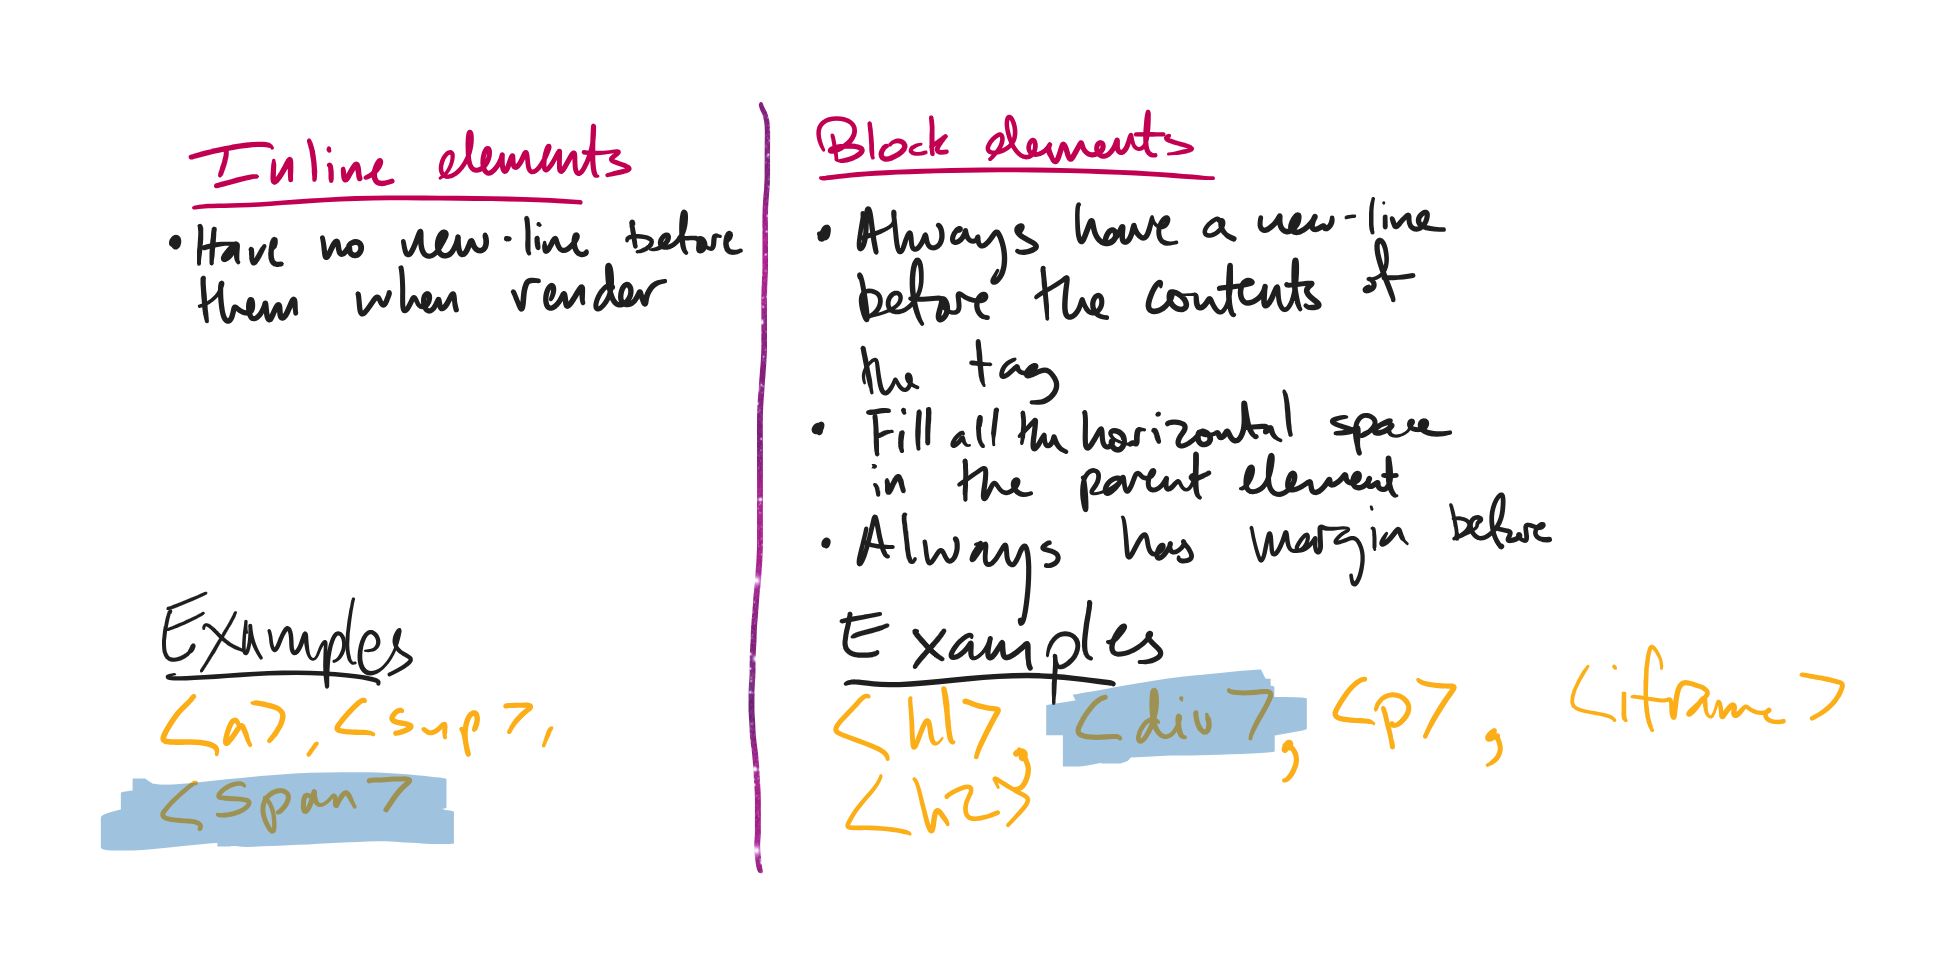 Inline elements
• Have no new-line before
them when render
Examples
<a>, <sup>,
<span>
Block elements
• Always have a new-line
before the contents of
the tag
• Fill all the horizontal space
in the parent element
• Always has margin before
Examples
<h1>, <div>, <p>, <iframe>
<h2>